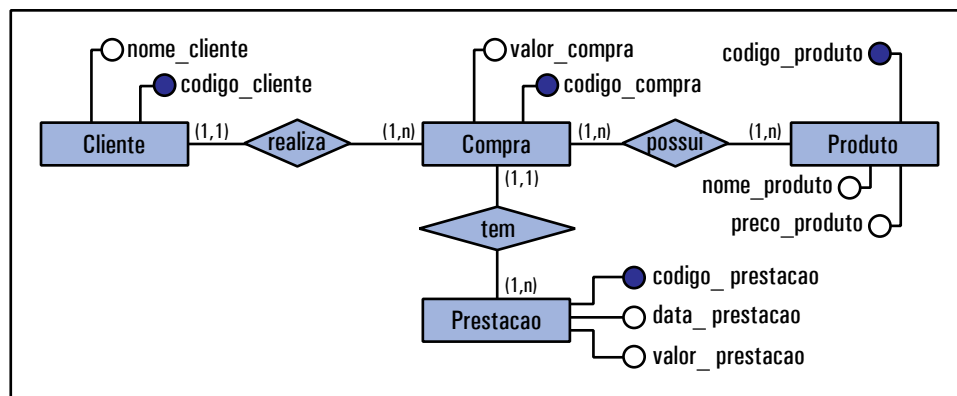 nome_cliente
codigo_cliente
valor_compra
codigo_compra
codigo_produto
Cliente
(1,1)
realiza
(1,n)
Compra
(1,n)
possui
(1,n)
Produto
(1,1)
nome_produto
preco_produto
tem
(1,n)
Prestacao
codigo_ prestacao
data_ prestacao
valor_ prestacao